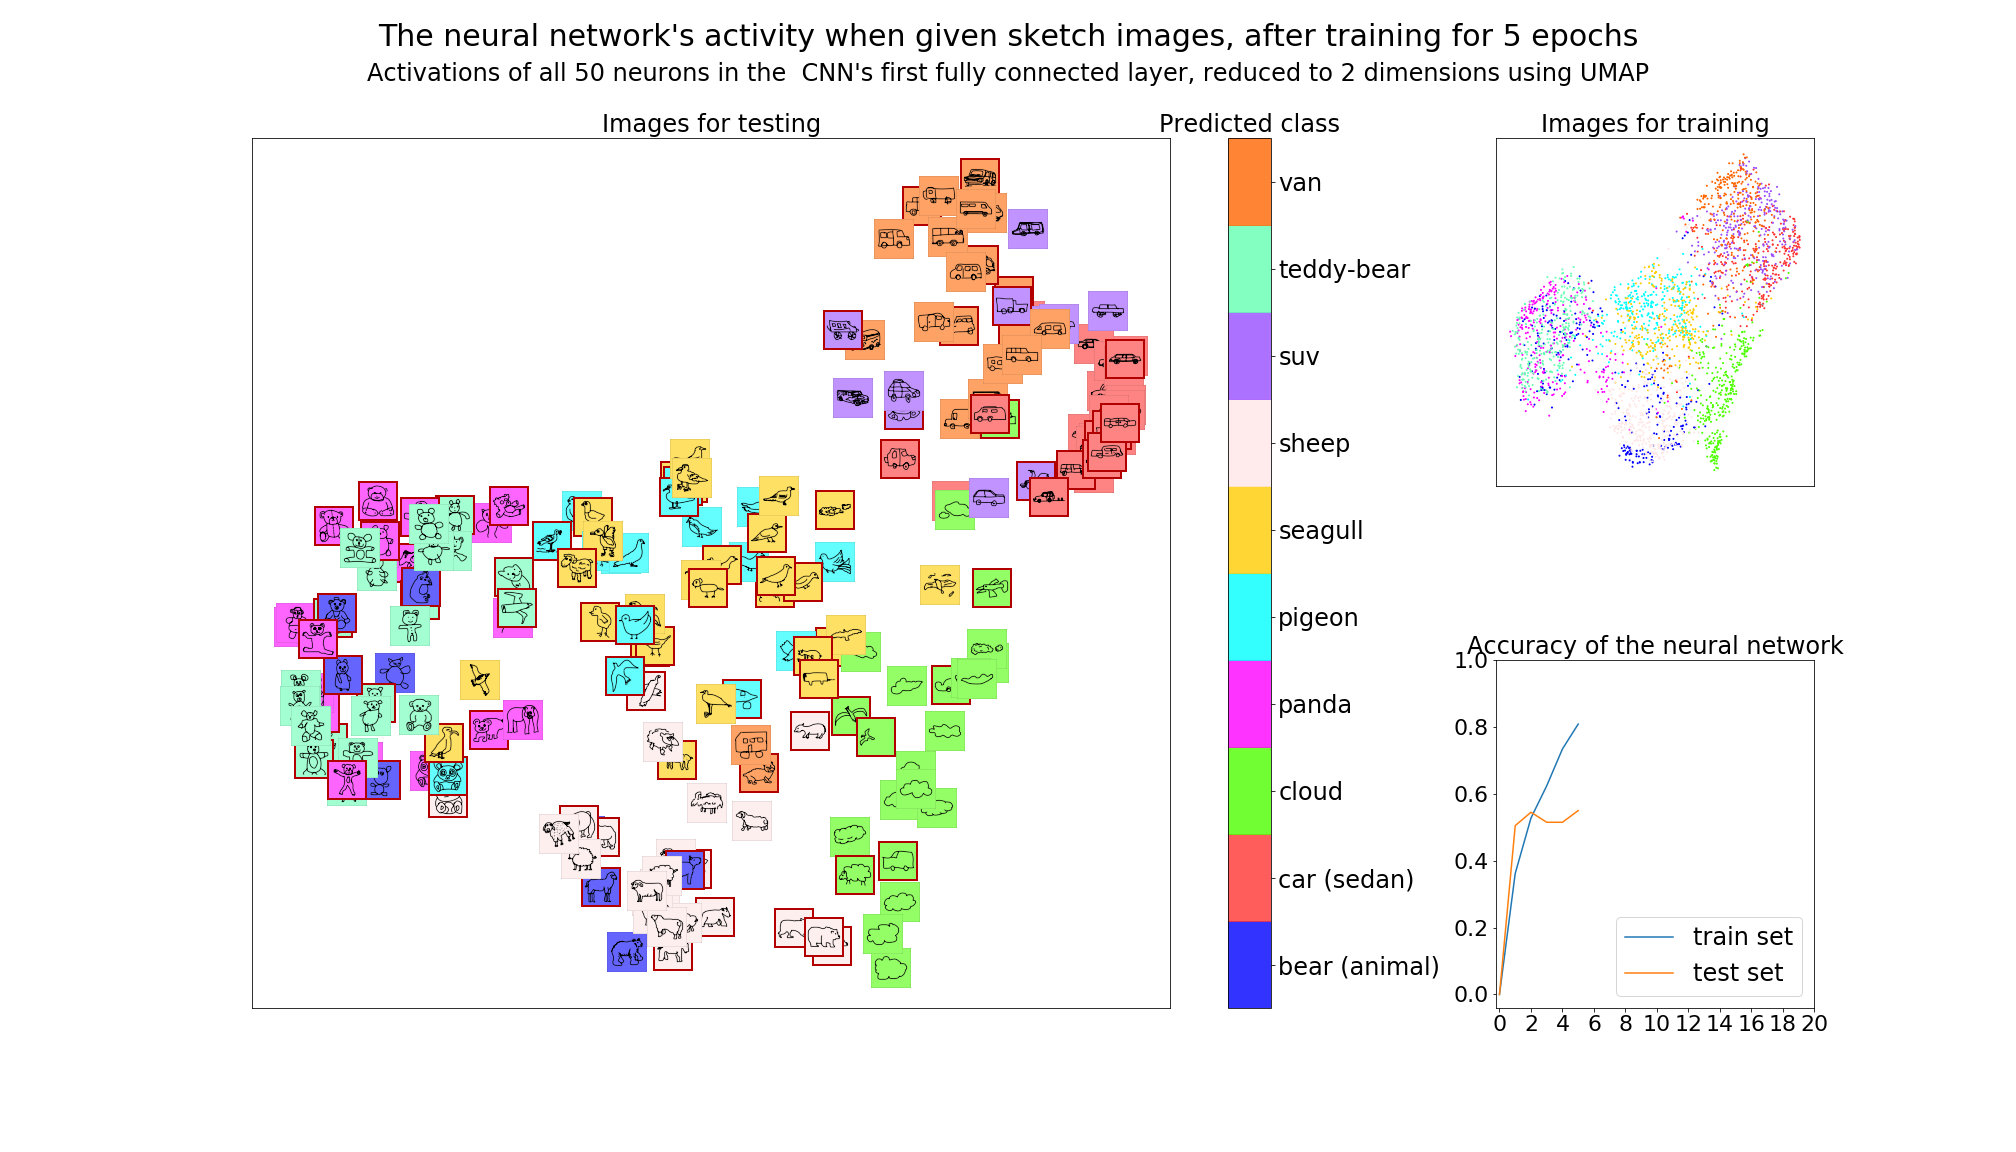 The neural network's activity when given sketch images, after training for 5 epochs
Activations of all 50 neurons in the  CNN's first fully connected layer, reduced to 2 dimensions using UMAP
Images for testing
Predicted class
van
teddy-bear
suv
sheep
seagull
pigeon
panda
cloud
car (sedan)
bear (animal)
Images for training
Accuracy of the neural network
1.0
0.8
0.6
0.4
0.2
0.0
train set
test set
0 2 4 6 8 10 12 14 16 18 20